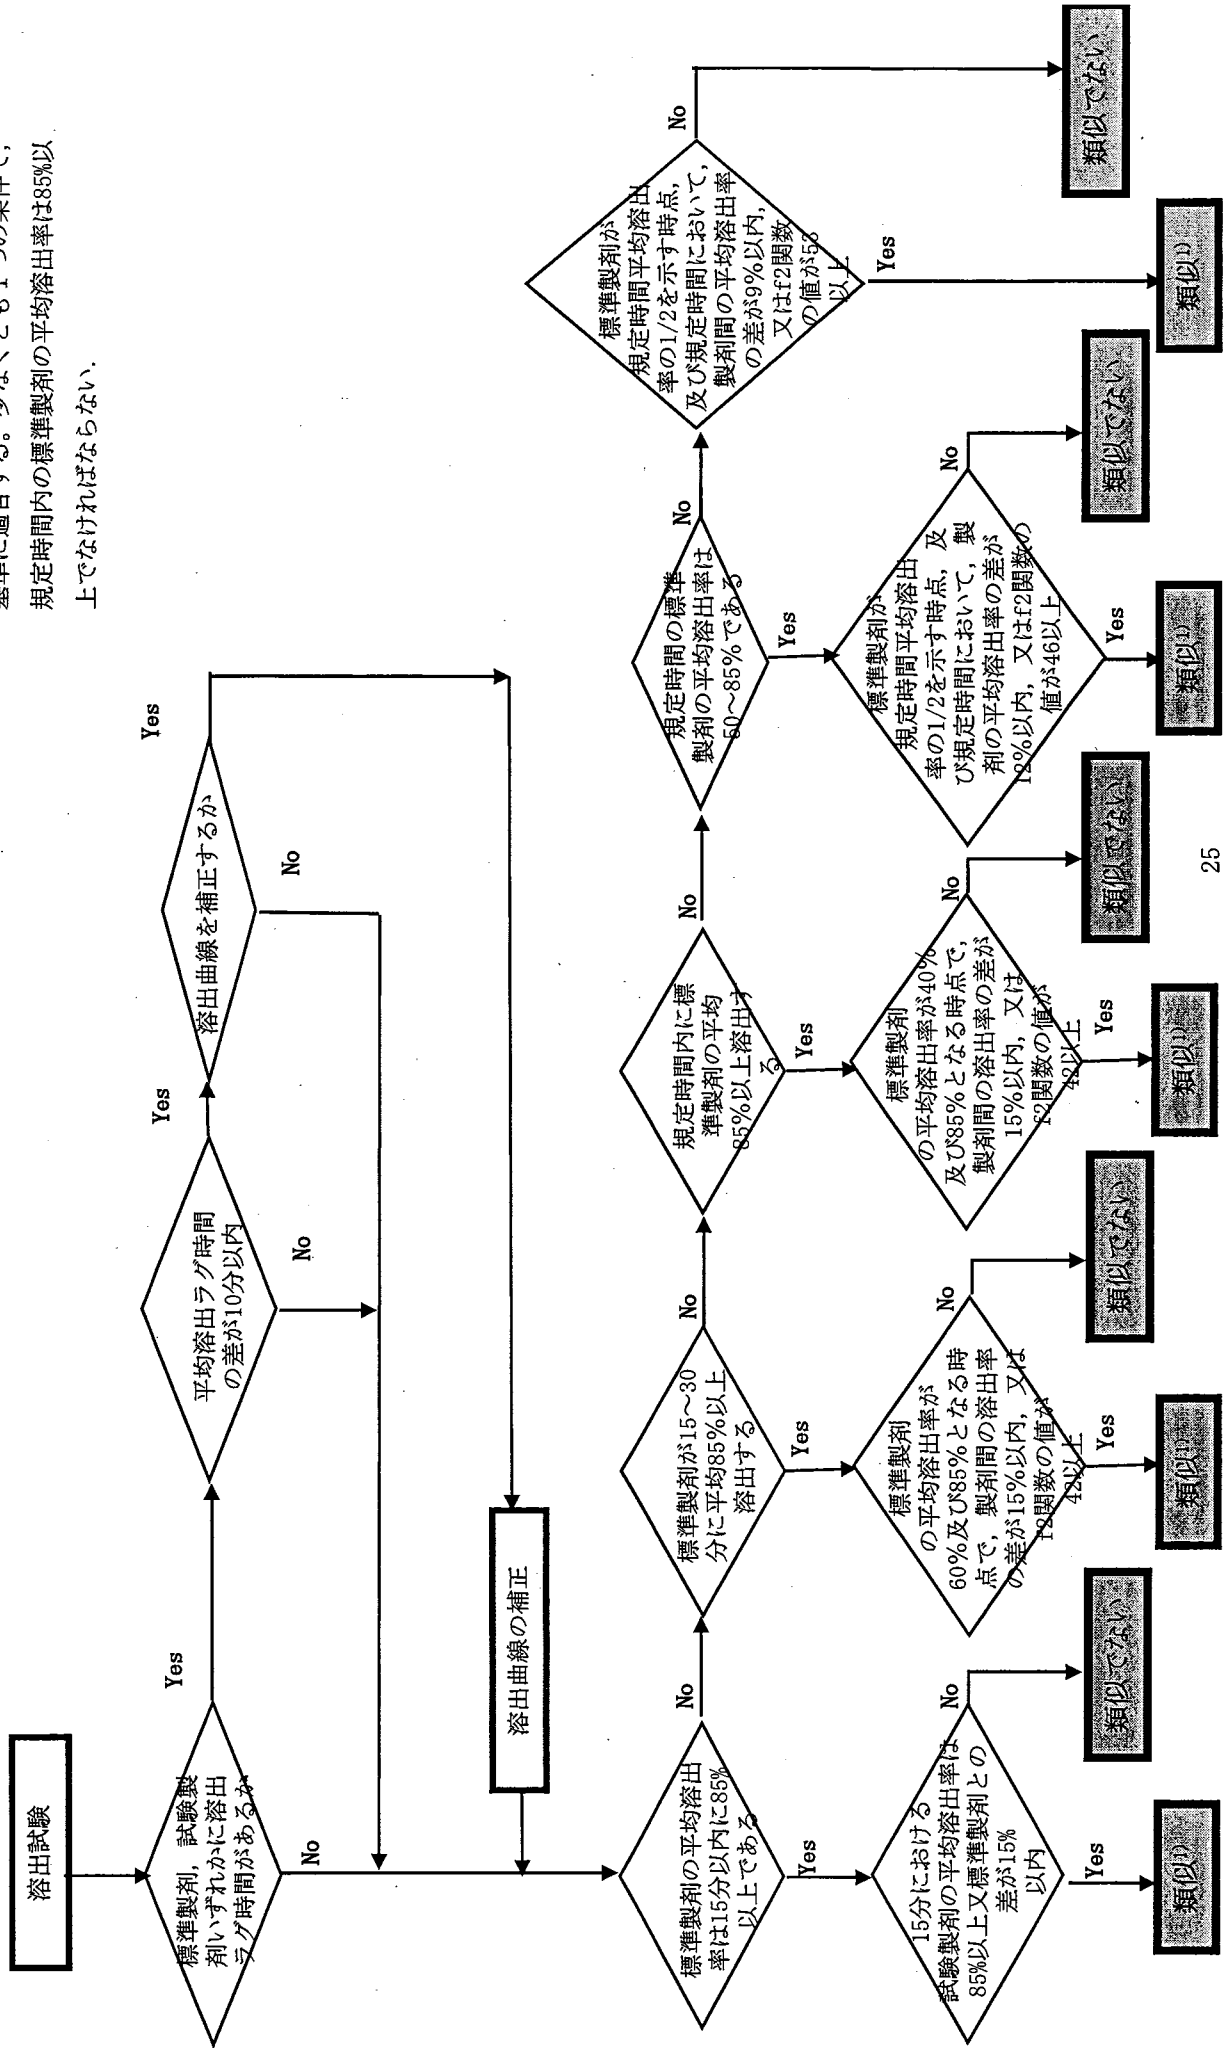 基準に適合する。少なくとも1つの条件で,
規定時間内の標準製剤の平均溶出率は85%以
上でなければならない.
溶出試験
標準製剤, 試験製
剤いずれかに溶出
ラグ時間があるか
Yes
No
平均溶出ラグ時間
の差が10分以内
Yes
No
溶出曲線を補正するか
Yes
No
溶出曲線の補正
標準製剤の平均溶出
率は15分以内に85%
以上である
No
Yes
標準製剤が15～30
分に平均85%以上
溶出する
No
Yes
規定時間内に標
準製剤の平均
85%以上溶出す
る
No
Yes
規定時間の標準
製剤の平均溶出率は
50～85%である
No
Yes
標準製剤が
規定時間平均溶出
率の1/2を示す時点,
及び規定時間において,
製剤間の平均溶出率
の差が9%以内,
又はf2関数
の値が53
以上
No
Yes
15分における
試験製剤の平均溶出率は
85%以上又標準製剤との
差が15%
以内
No
Yes
標準製剤
の平均溶出率が
60%及び85%となる時
点で, 製剤間の溶出率
の差が15%以内, 又は
f2関数の値が
42以上
No
Yes
標準製剤
の平均溶出率が40%
及び85%となる時点で,
製剤間の溶出率の差が
15%以内, 又は
f2関数の値が
42以上
No
Yes
標準製剤が
規定時間平均溶出
率の1/2を示す時点, 及
び規定時間において, 製
剤の平均溶出率の差が
12%以内, 又はf2関数の
値が46以上
No
Yes
類似1)
類似でない
類似1)
類似でない
類似1)
類似でない
類似1)
類似でない
類似1)
類似でない
25